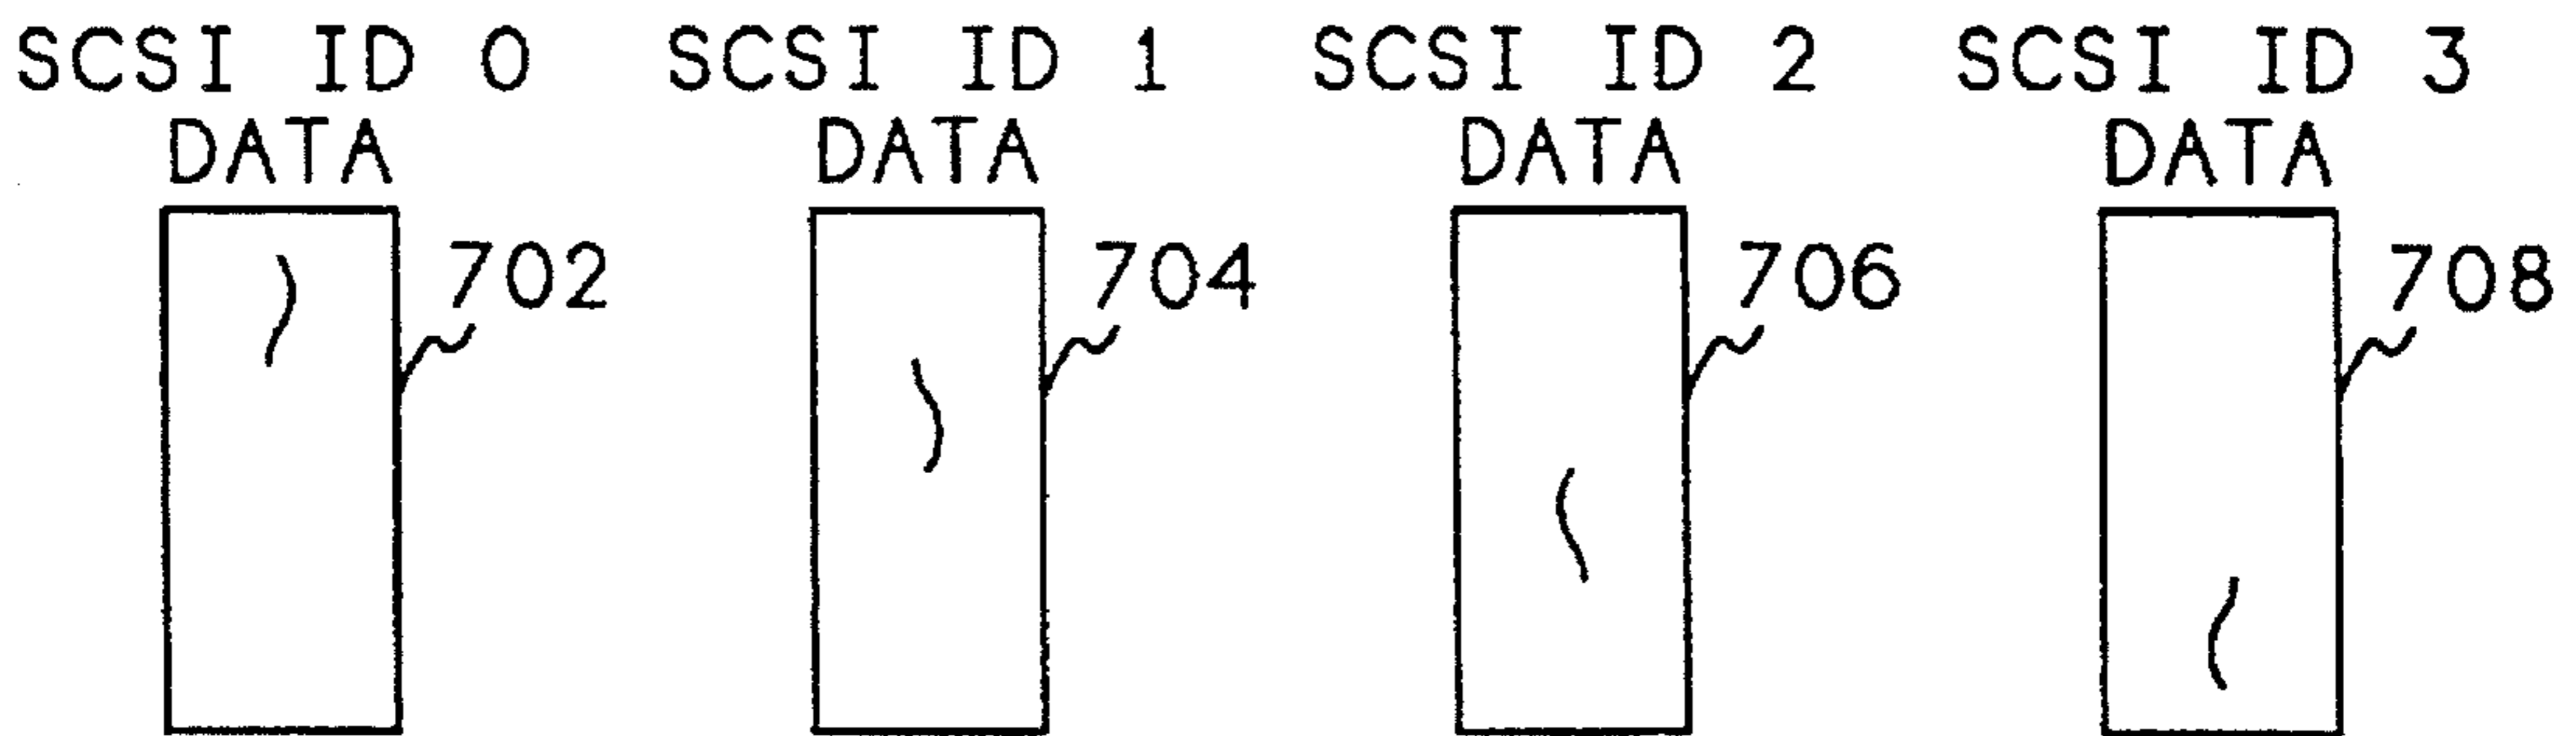 SCSI ID 0 SCSI ID 1 SCSI ID 2 SCSI ID 3
DATA DATA DATA DATA
702 704 706 708